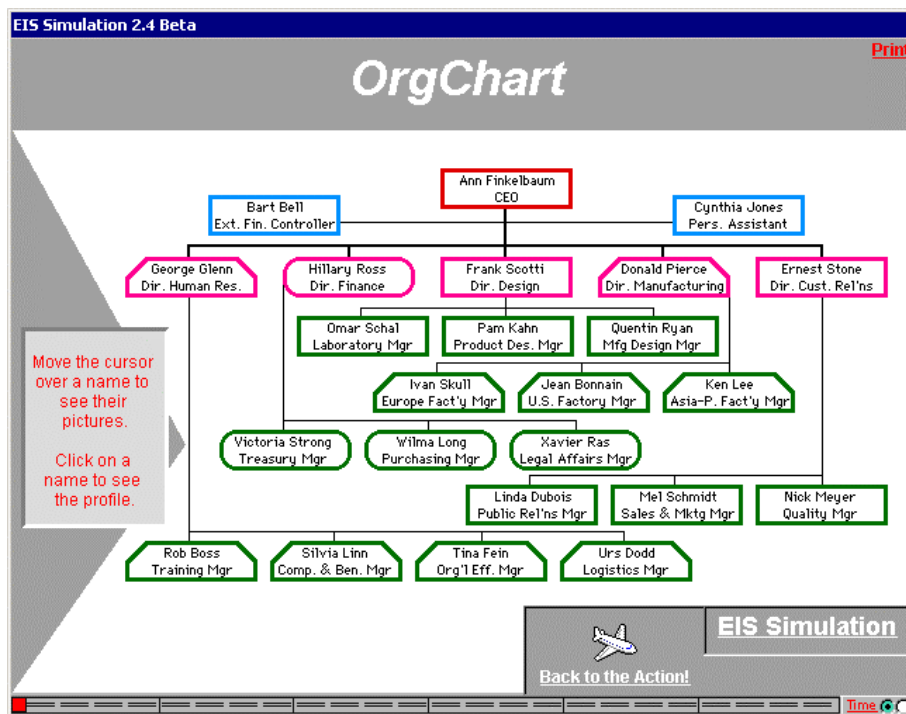 EIS Simulation 2.4 Beta
Print
OrgChart
Ann Finkelbaum
CEO
Bart Bell
Ext. Fin. Controller
Cynthia Jones
Pers. Assistant
George Glenn
Dir. Human Res.
Hillary Ross
Dir. Finance
Frank Scotti
Dir. Design
Donald Pierce
Dir. Manufacturing
Ernest Stone
Dir. Cust. Rel'ns
Omar Schal
Laboratory Mgr
Pam Kahn
Product Des. Mgr
Quentin Ryan
Mfg Design Mgr
Move the cursor
over a name to
see their
pictures.
Click on a
name to see
the profile.
Ivan Skull
Europe Fact'y Mgr
Jean Bonnain
U.S. Factory Mgr
Ken Lee
Asia-P. Fact'y Mgr
Victoria Strong
Treasury Mgr
Wilma Long
Purchasing Mgr
Xavier Ras
Legal Affairs Mgr
Linda Dubois
Public Rel'ns Mgr
Mel Schmidt
Sales & Mktg Mgr
Nick Meyer
Quality Mgr
Rob Boss
Training Mgr
Silvia Linn
Comp. & Ben. Mgr
Tina Fein
Org'l Eff. Mgr
Urs Dodd
Logistics Mgr
EIS Simulation
Back to the Action!
Time